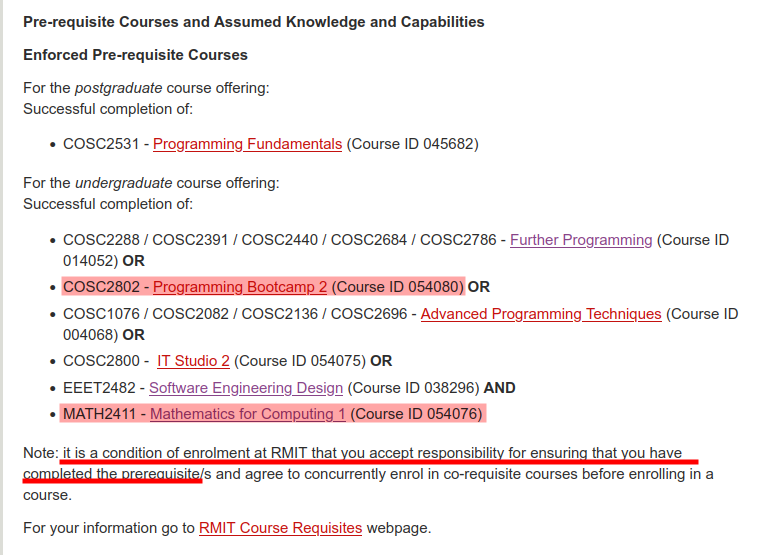 Pre-requisite Courses and Assumed Knowledge and Capabilities
Enforced Pre-requisite Courses
For the postgraduate course offering:
Successful completion of:
• COSC2531 - Programming Fundamentals (Course ID 045682)
For the undergraduate course offering:
Successful completion of:
• COSC2288 / COSC2391 / COSC2440 / COSC2684 / COSC2786 - Further Programming (Course ID
014052) OR
• COSC2802 - Programming Bootcamp 2 (Course ID 054080) OR
• COSC1076 / COSC2082 / COSC2136 / COSC2696 - Advanced Programming Techniques (Course ID
004068) OR
• COSC2800 - IT Studio 2 (Course ID 054075) OR
• EEET2482 - Software Engineering Design (Course ID 038296) AND
• MATH2411 - Mathematics for Computing 1 (Course ID 054076)
Note: it is a condition of enrolment at RMIT that you accept responsibility for ensuring that you have
completed the prerequisite/s and agree to concurrently enrol in co-requisite courses before enrolling in a
course.
For your information go to RMIT Course Requisites webpage.